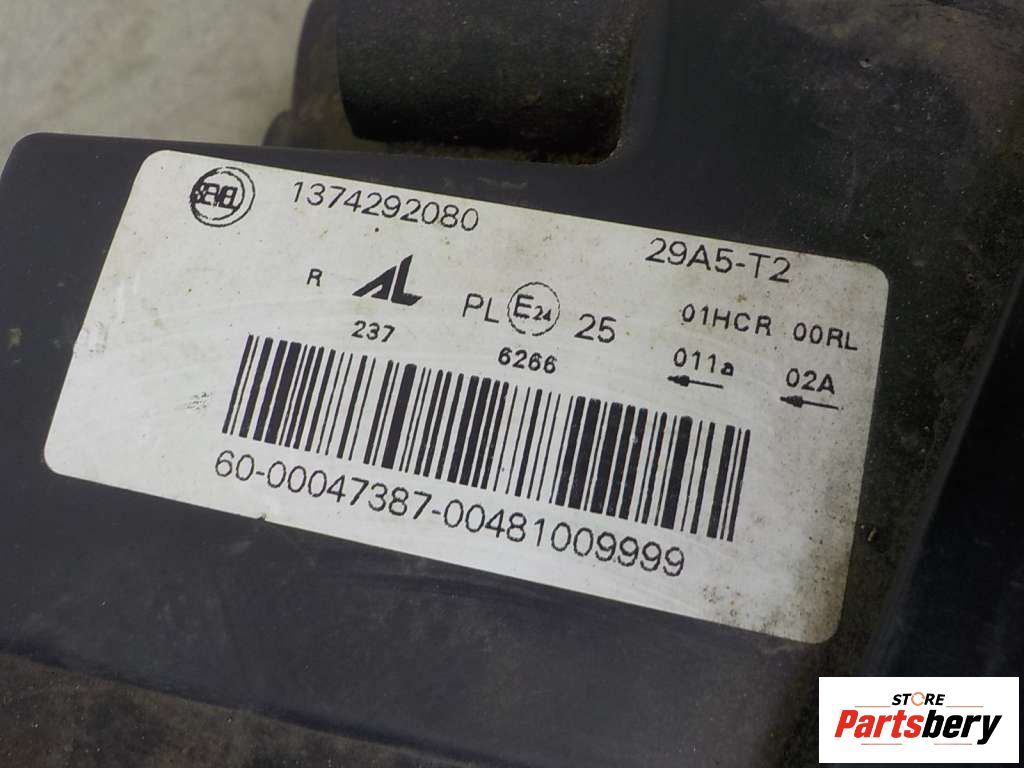 SEVEL 1374292080 29A5-T2
R AL PL E24 25 01HCR 00RL
237 6266 011a 02A
60-00047387-00481009999
STORE
Partsbery